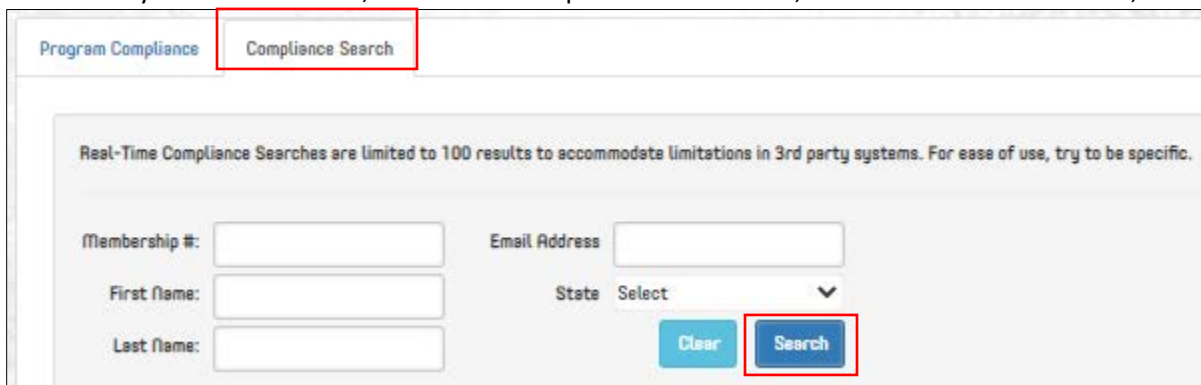 Program Compliance Compliance Search
Real-Time Compliance Searches are limited to 100 results to accommodate limitations in 3rd party systems. For ease of use, try to be specific.
Membership #: Email Address
First Name: State Select
Last Name: Clear Search